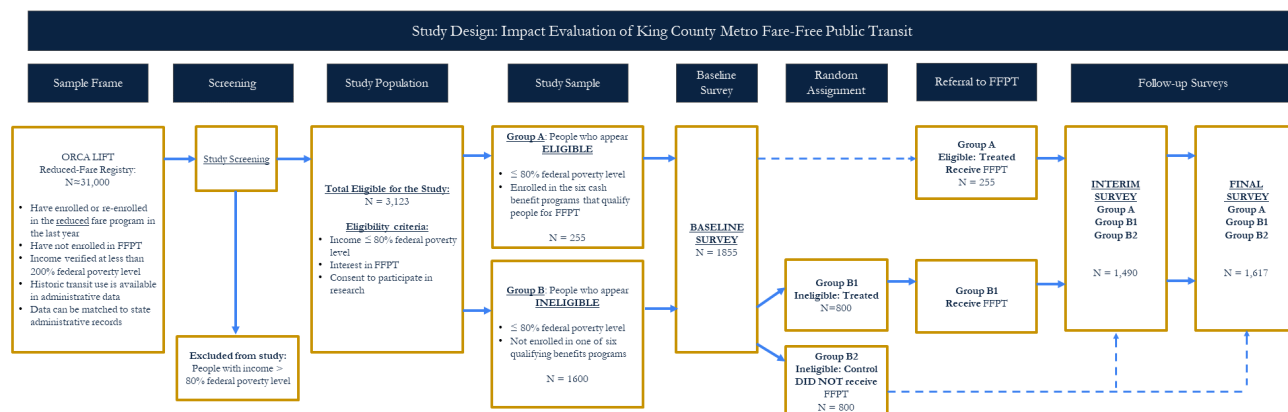 Study Design: Impact Evaluation of King County Metro Fare-Free Public Transit
Sample Frame
Screening
Study Population
Study Sample
Baseline
Survey
Random
Assignment
Referral to FFPT
Follow-up Surveys
ORCA LIFT
Reduced-Fare Registry:
N≈31,000
• Have enrolled or re-enrolled
in the reduced fare program in
the last year
• Have not enrolled in FFPT
• Income verified at less than
200% federal poverty level
• Historic transit use is available
in administrative data
• Data can be matched to state
administrative records
Study Screening
Excluded from study:
People with income >
80% federal poverty level
Total Eligible for the Study:
N = 3,123
Eligibility criteria:
• Income ≤ 80% federal poverty
level
• Interest in FFPT
• Consent to participate in
research
Group A: People who appear
ELIGIBLE
• ≤ 80% federal poverty level
• Enrolled in the six cash
benefit programs that qualify
people for FFPT
N = 255
Group B: People who appear
INELIGIBLE
• ≤ 80% federal poverty level
• Not enrolled in one of six
qualifying benefits programs
N = 1600
BASELINE
SURVEY
N = 1855
Group B1
Ineligible: Treated
N=800
Group B2
Ineligible: Control
DID NOT receive
FFPT
N = 800
Group A
Eligible: Treated
Receive FFPT
N = 255
Group B1
Receive FFPT
INTERIM
SURVEY
Group A
Group B1
Group B2
N = 1,490
FINAL
SURVEY
Group A
Group B1
Group B2
N = 1,617